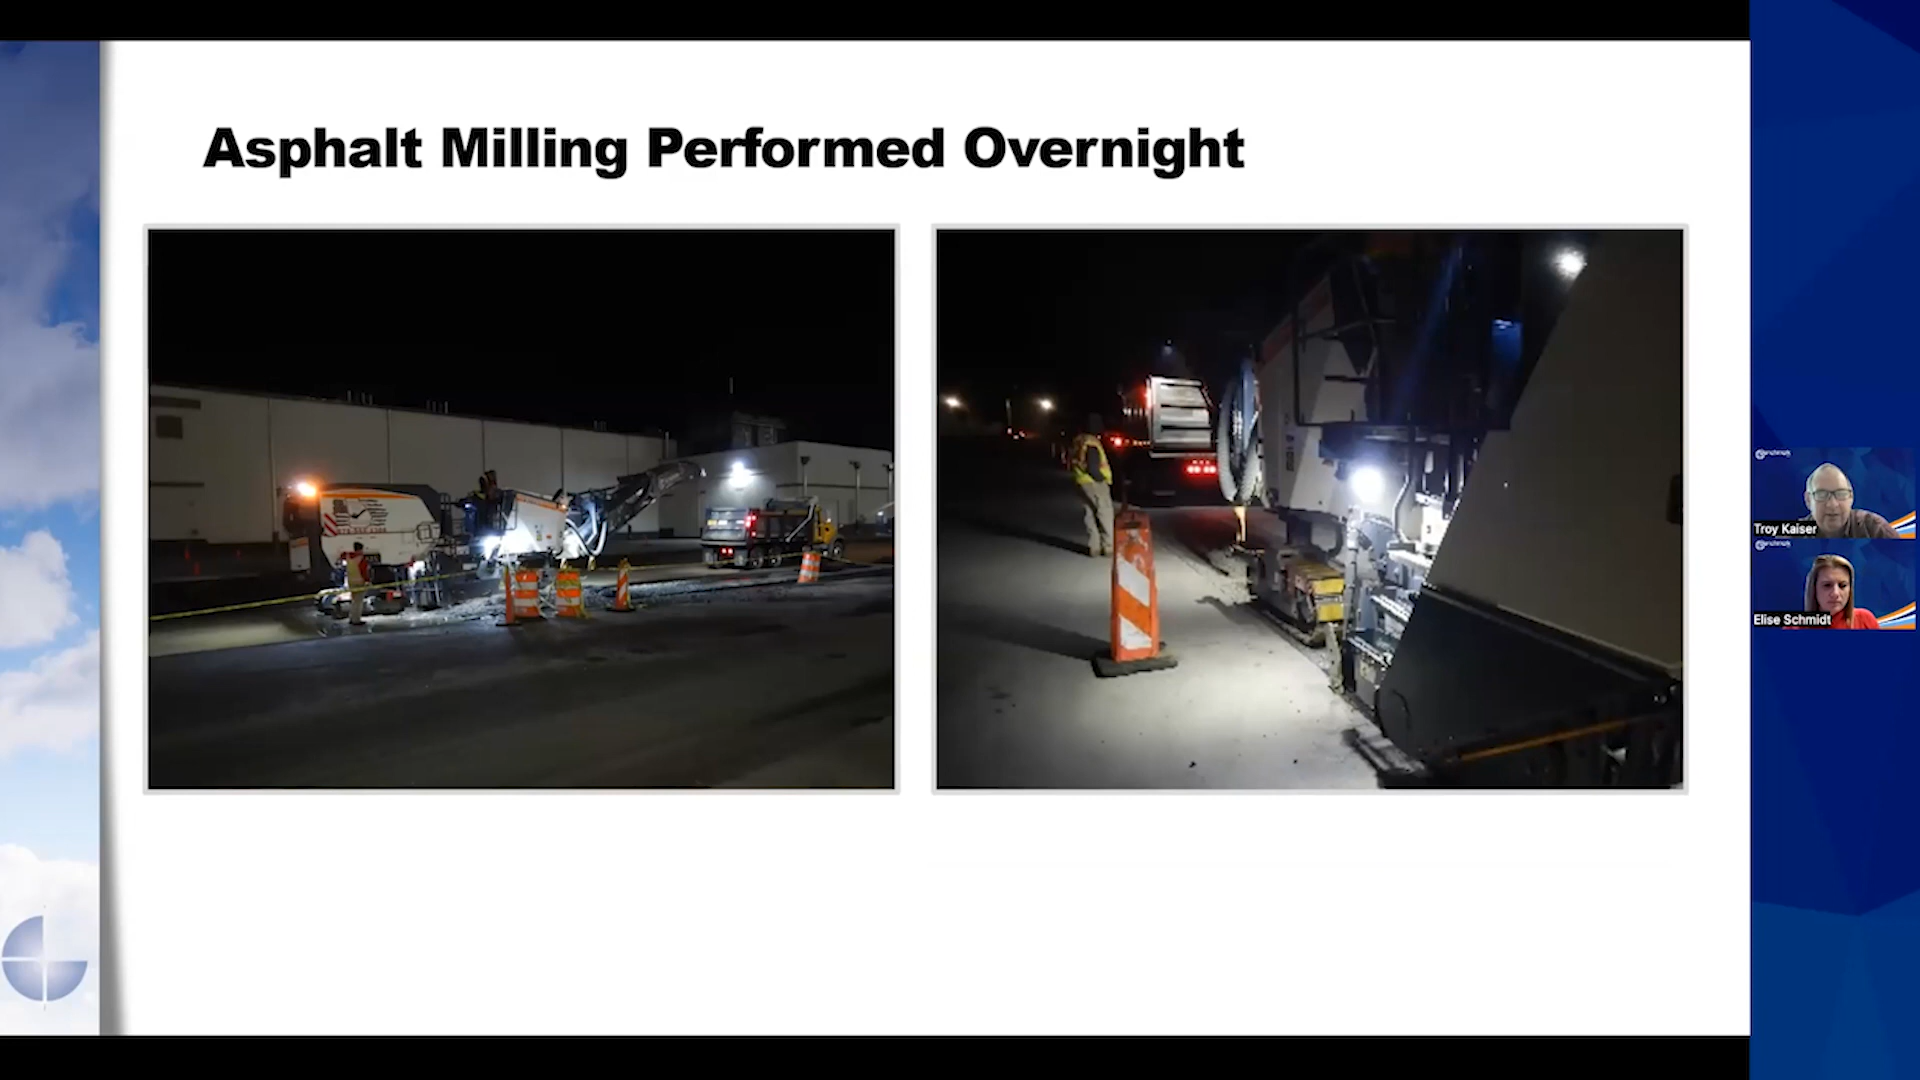 Asphalt Milling Performed Overnight
Troy Kaiser
Elise Schmidt